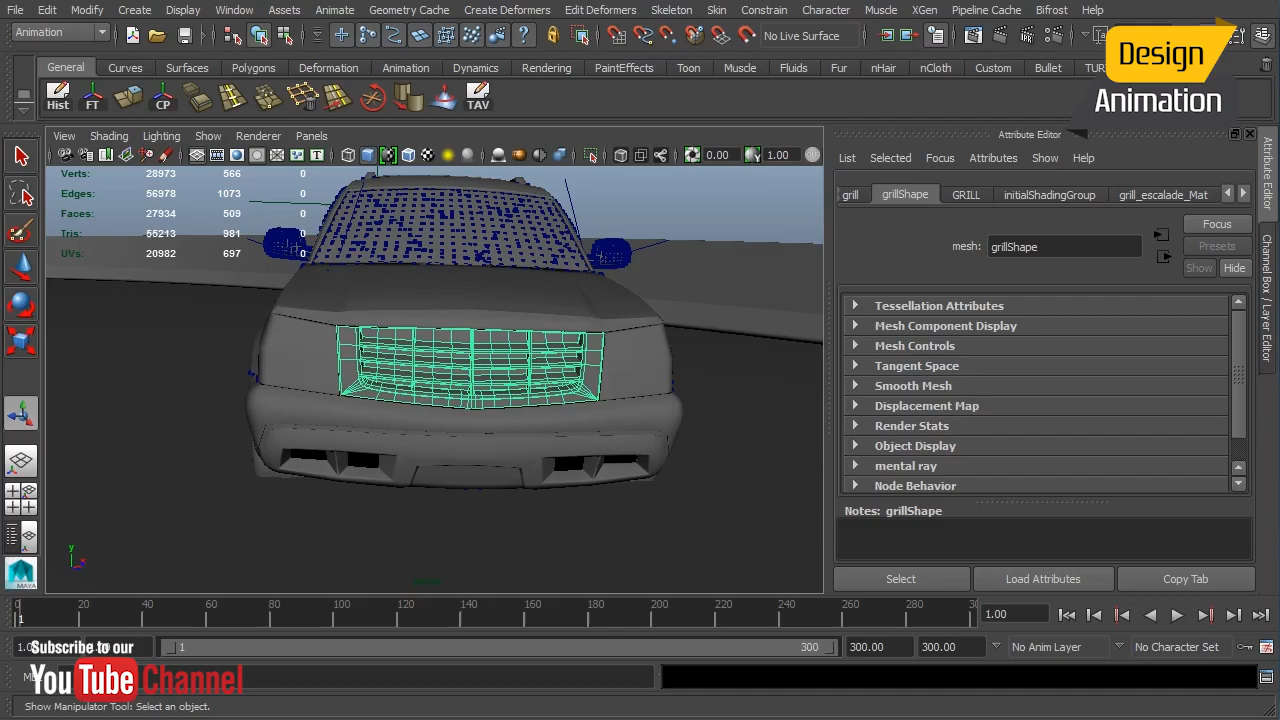 File Edit Modify Create Display Window Assets Animate Geometry Cache Create Deformers Edit Deformers Skeleton Skin Constrain Character Muscle XGen Pipeline Cache Bifrost Help
Animation No Live Surface
General Curves Surfaces Polygons Deformation Animation Dynamics Rendering PaintEffects Toon Muscle Fluids Fur nHair nCloth Custom Bullet
Design
Animation
Hist FT CP TAV
View Shading Lighting Show Renderer Panels
Attribute Editor
0.00 1.00
List Selected Focus Attributes Show Help
Verts: 28973 566 0
Edges: 56978 1073 0
Faces: 27934 509 0
Tris: 55213 981 0
UVs: 20982 697 0
grill grillShape GRILL initialShadingGroup grill_escalade_Mat
mesh: grillShape
Focus
Presets
Show Hide
Attribute Editor
Channel Box / Layer Editor
Tessellation Attributes
Mesh Component Display
Mesh Controls
Tangent Space
Smooth Mesh
Displacement Map
Render Stats
Object Display
mental ray
Node Behavior
Notes: grillShape
Select Load Attributes Copy Tab
y
MAYA
0 20 40 60 80 100 120 140 160 180 200 220 240 260 280
1 1.00
1 300 300.00 300.00 No Anim Layer No Character Set
Subscribe to our
YouTube Channel
Show Manipulator Tool: Select an object.